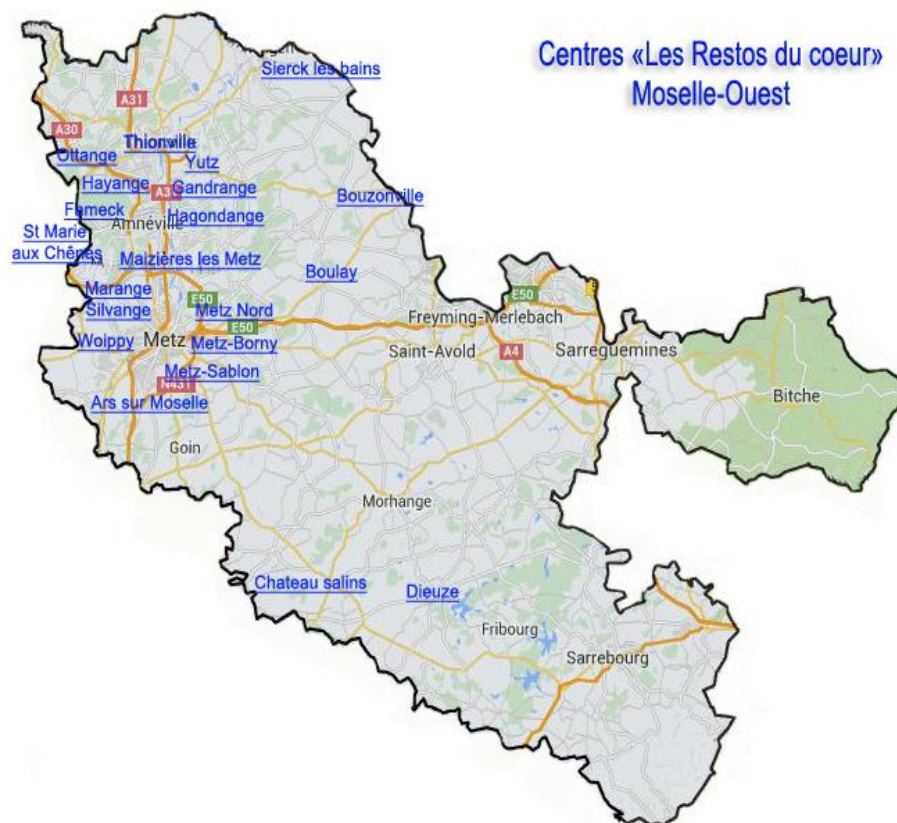 Centres «Les Restos du coeur»
Moselle-Ouest
Sierck les bains
A31
A30
Thionville
Ottange
Yutz
Hayange
A31
Gandrange
Bouzonville
Fameck
Hagondange
Amnéville
St Marie
aux Chênes
Maizières les Metz
Boulay
Marange
Silvange
E50
Metz Nord
E50
E50
Freyming-Merlebach
Woippy
Metz
Metz-Borny
Saint-Avold
A4
Sarreguemines
Metz-Sablon
N431
Bitche
Ars sur Moselle
Goin
Morhange
Chateau salins
Dieuze
Fribourg
Sarrebourg